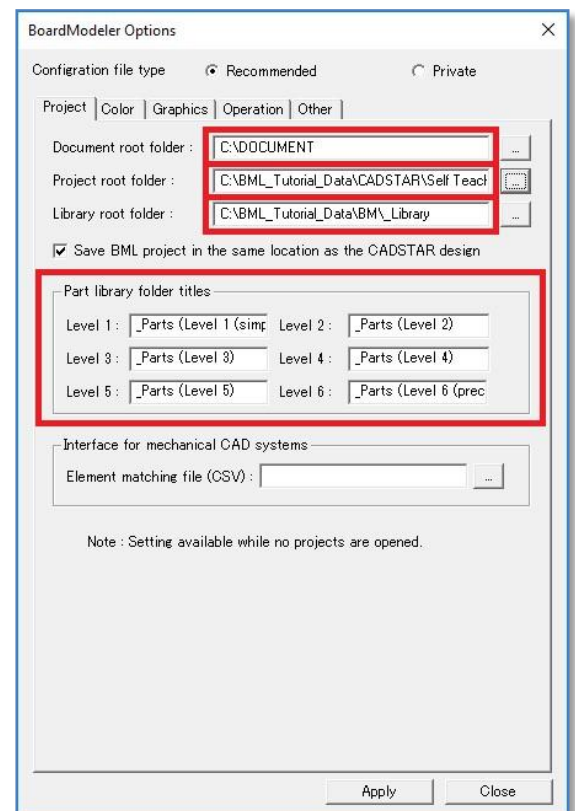 BoardModeler Options
Configration file type Recommended Private
Project Color Graphics Operation Other
Document root folder : C:\DOCUMENT ...
Project root folder : C:\BML_Tutorial_Data\CADSTAR\Self Teach ...
Library root folder : C:\BML_Tutorial_Data\BM\_Library ...
Save BML project in the same location as the CADSTAR design
Part library folder titles
Level 1 : _Parts (Level 1 (simp Level 2 : _Parts (Level 2)
Level 3 : _Parts (Level 3) Level 4 : _Parts (Level 4)
Level 5 : _Parts (Level 5) Level 6 : _Parts (Level 6 (prec
Interface for mechanical CAD systems
Element matching file (CSV) : ...
Note : Setting available while no projects are opened.
Apply Close